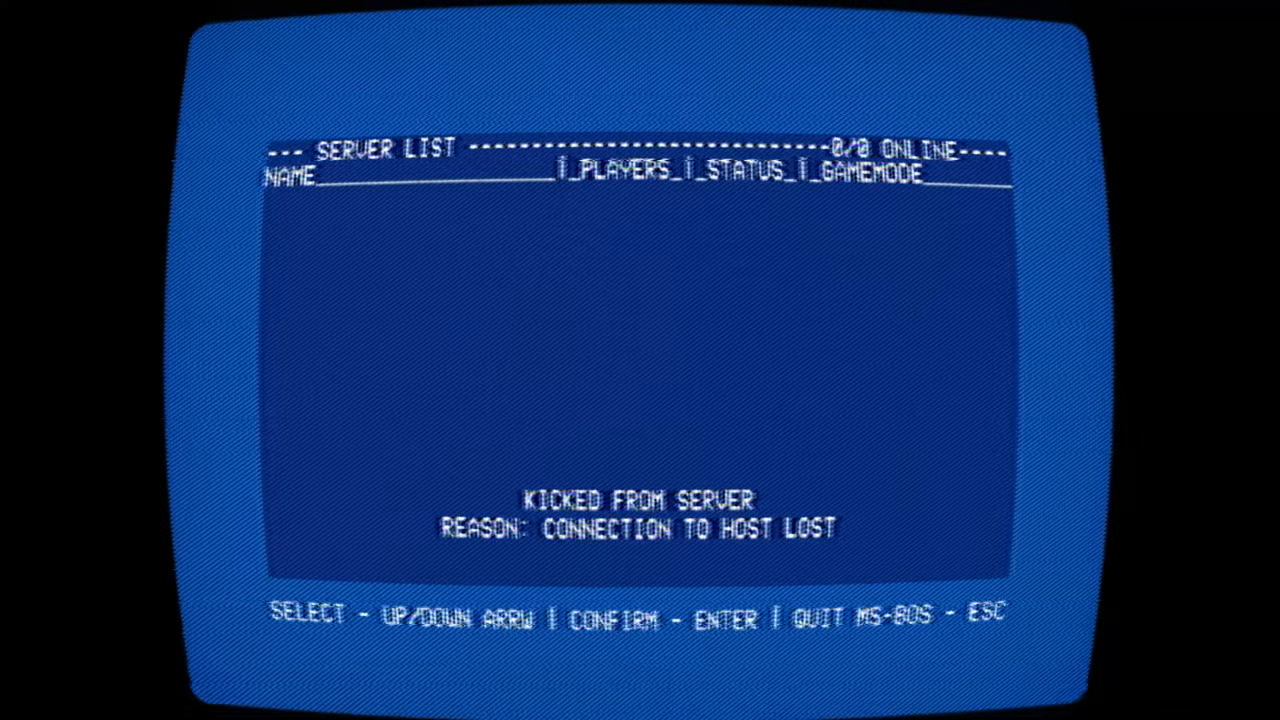 --- SERVER LIST -----------------------------0/0 ONLINE----
NAME___________________|_PLAYERS_|_STATUS_|_GAMEMODE_______
KICKED FROM SERVER
REASON: CONNECTION TO HOST LOST
SELECT - UP/DOWN ARRW | CONFIRM - ENTER | QUIT MS-BOS - ESC